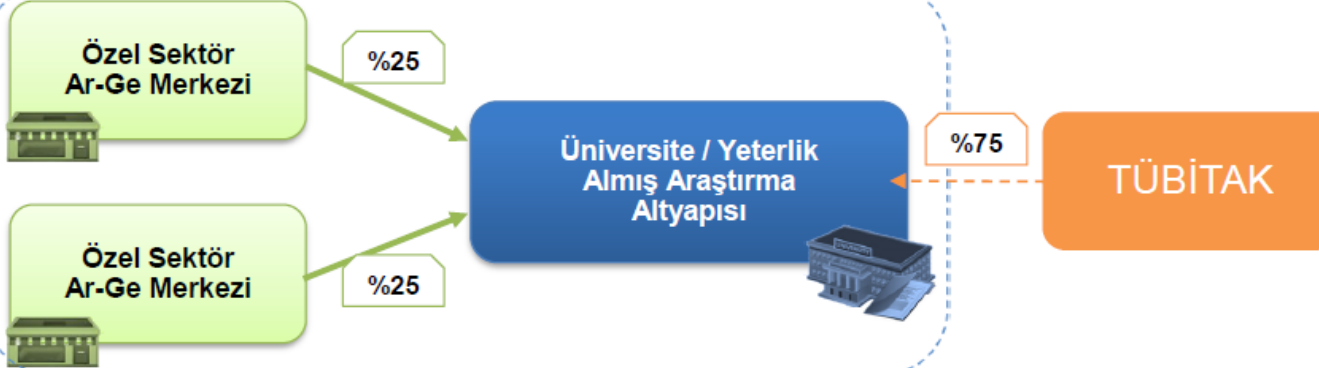 Özel Sektör
Ar-Ge Merkezi
%25
Üniversite / Yeterlik
Almış Araştırma
Altyapısı
%75
TÜBİTAK
Özel Sektör
Ar-Ge Merkezi
%25